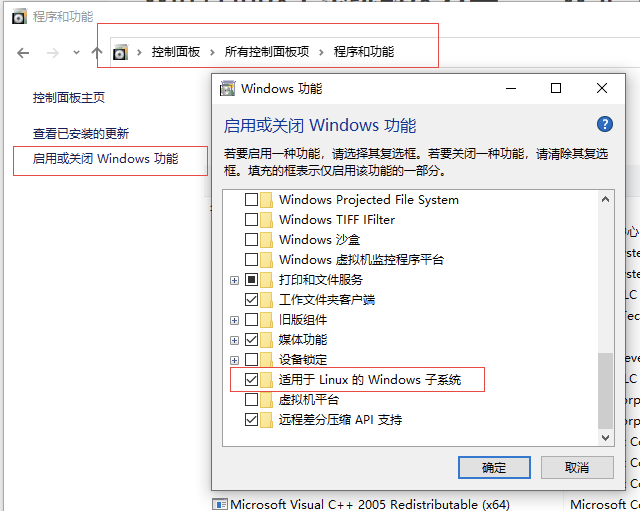 程序和功能
控制面板 > 所有控制面板项 > 程序和功能
控制面板主页
查看已安装的更新
启用或关闭 Windows 功能
Windows 功能
启用或关闭 Windows 功能
若要启用一种功能，请选择其复选框。若要关闭一种功能，请清除其复选
框。填充的框表示仅启用该功能的一部分。
Windows Projected File System
Windows TIFF IFilter
Windows 沙盒
Windows 虚拟机监控程序平台
打印和文件服务
工作文件夹客户端
旧版组件
媒体功能
设备锁定
适用于 Linux 的 Windows 子系统
虚拟机平台
远程差分压缩 API 支持
确定
取消
Microsoft Visual C++ 2005 Redistributable (x64)
Microsoft Co